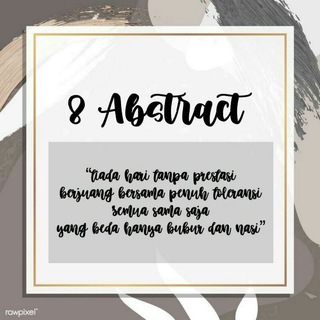 8 Abstract
“tiada hari tanpa prestasi
berjuang bersama penuh toleransi
semua sama saja
yang beda hanya bubur dan nasi”
rawpixel